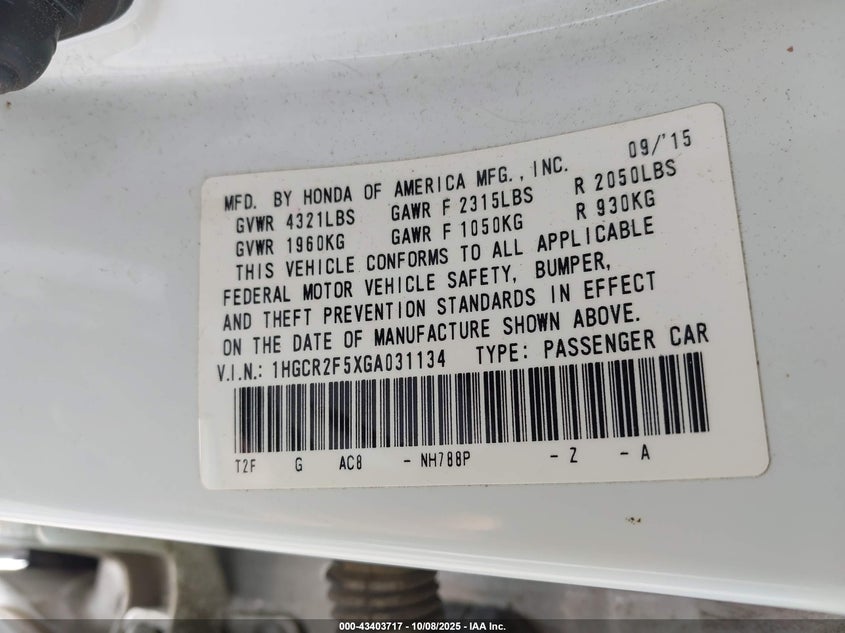 MFD. BY HONDA OF AMERICA MFG., INC. 09/'15
GVWR 4321LBS GAWR F 2315LBS R 2050LBS
GVWR 1960KG GAWR F 1050KG R 930KG
THIS VEHICLE CONFORMS TO ALL APPLICABLE
FEDERAL MOTOR VEHICLE SAFETY, BUMPER,
AND THEFT PREVENTION STANDARDS IN EFFECT
ON THE DATE OF MANUFACTURE SHOWN ABOVE.
V.I.N.: 1HGCR2F5XGA031134 TYPE: PASSENGER CAR
T2F G AC8 - NH788P - Z - A
000-43403717 | 10/08/2025 - IAA Inc.